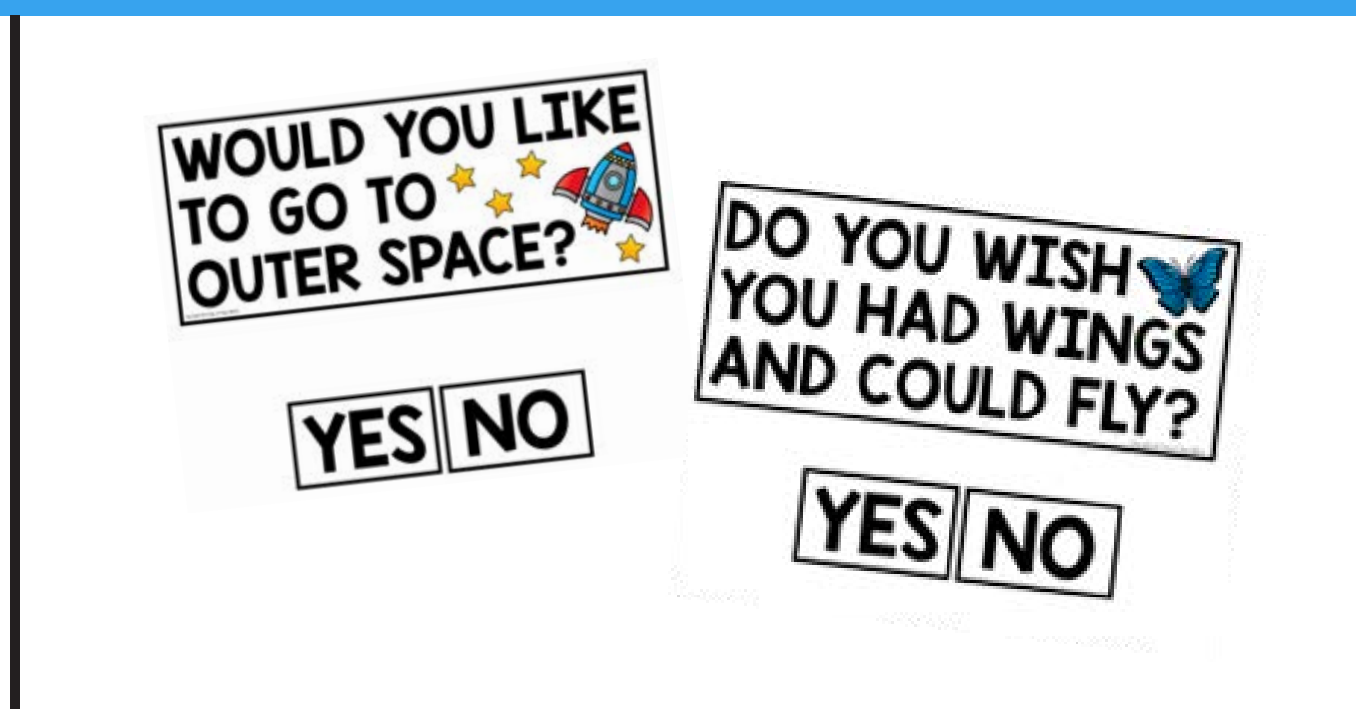 WOULD YOU LIKE
TO GO TO
OUTER SPACE?
YES NO
DO YOU WISH
YOU HAD WINGS
AND COULD FLY?
YES NO